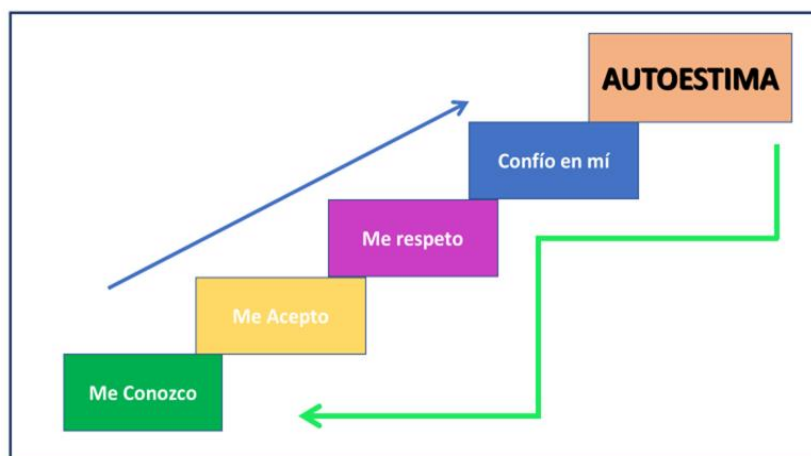 AUTOESTIMA
Confío en mí
Me respeto
Me Acepto
Me Conozco